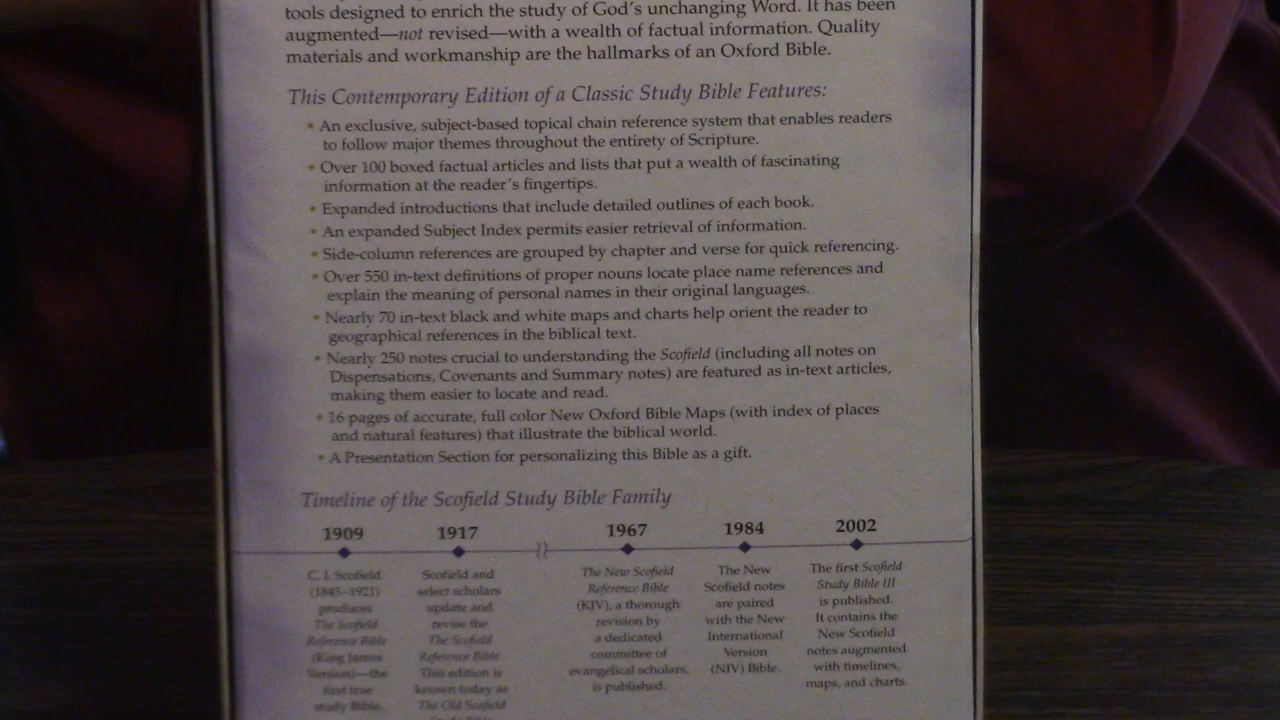 tools designed to enrich the study of God's unchanging Word. It has been
augmented—not revised—with a wealth of factual information. Quality
materials and workmanship are the hallmarks of an Oxford Bible.
This Contemporary Edition of a Classic Study Bible Features:
• An exclusive, subject-based topical chain reference system that enables readers
to follow major themes throughout the entirety of Scripture.
• Over 100 boxed factual articles and lists that put a wealth of fascinating
information at the reader's fingertips.
• Expanded introductions that include detailed outlines of each book.
• An expanded Subject Index permits easier retrieval of information.
• Side-column references are grouped by chapter and verse for quick referencing.
• Over 550 in-text definitions of proper nouns locate place name references and
explain the meaning of personal names in their original languages.
• Nearly 70 in-text black and white maps and charts help orient the reader to
geographical references in the biblical text.
• Nearly 250 notes crucial to understanding the Scofield (including all notes on
Dispensations, Covenants and Summary notes) are featured as in-text articles,
making them easier to locate and read.
• 16 pages of accurate, full color New Oxford Bible Maps (with index of places
and natural features) that illustrate the biblical world.
• A Presentation Section for personalizing this Bible as a gift.
Timeline of the Scofield Study Bible Family
1909
C. I. Scofield
(1843–1921)
produces
The Scofield
Reference Bible
(King James
Version)—the
first true
study Bible.
1917
Scofield and
select scholars
update and
revise the
The Scofield
Reference Bible.
This edition is
known today as
The Old Scofield
Study Bible
1967
The New Scofield
Reference Bible
(KJV), a thorough
revision by
a dedicated
committee of
evangelical scholars,
is published.
1984
The New
Scofield notes
are paired
with the New
International
Version
(NIV) Bible.
2002
The first Scofield
Study Bible III
is published.
It contains the
New Scofield
notes augmented
with timelines,
maps, and charts.